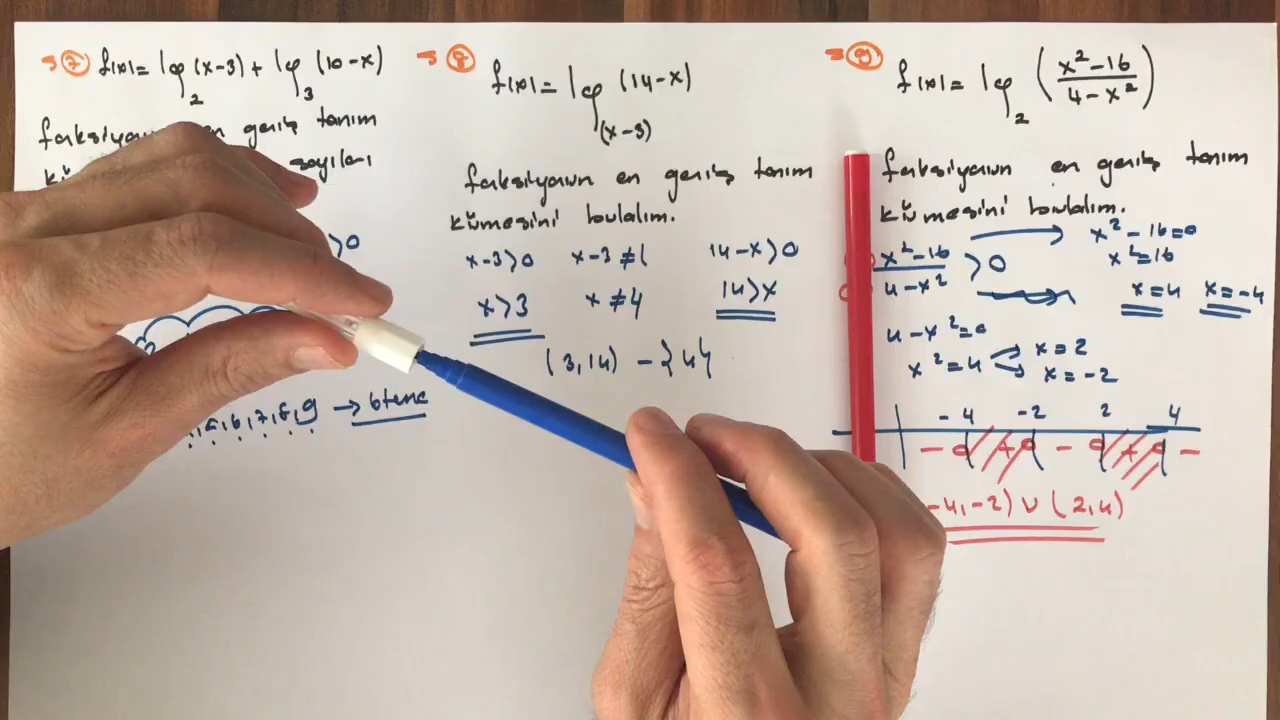 7 f(x)=log₂(x-3)+log₃(10-x)
tanım
sayıları
>0
6,7,8,9 → 6 tane
8 f(x)=log₍ₓ₋₃₎(14-x)
fonksiyonun en geniş tanım
kümesini bulalım.
x-3>0 x-3≠1 14-x>0
x>3 x≠4 14>x
(3,14) - {4}
9 f(x)=log₂((x²-16)/(4-x²))
fonksiyonun en geniş tanım
kümesini bulalım.
(x²-16)/(4-x²) >0
x²-16=0
x²=16
x=4 x=-4
4-x²=0
x²=4 x=2
x=-2
-4 -2 2 4
- + - + -
-4,-2) ∪ (2,4)